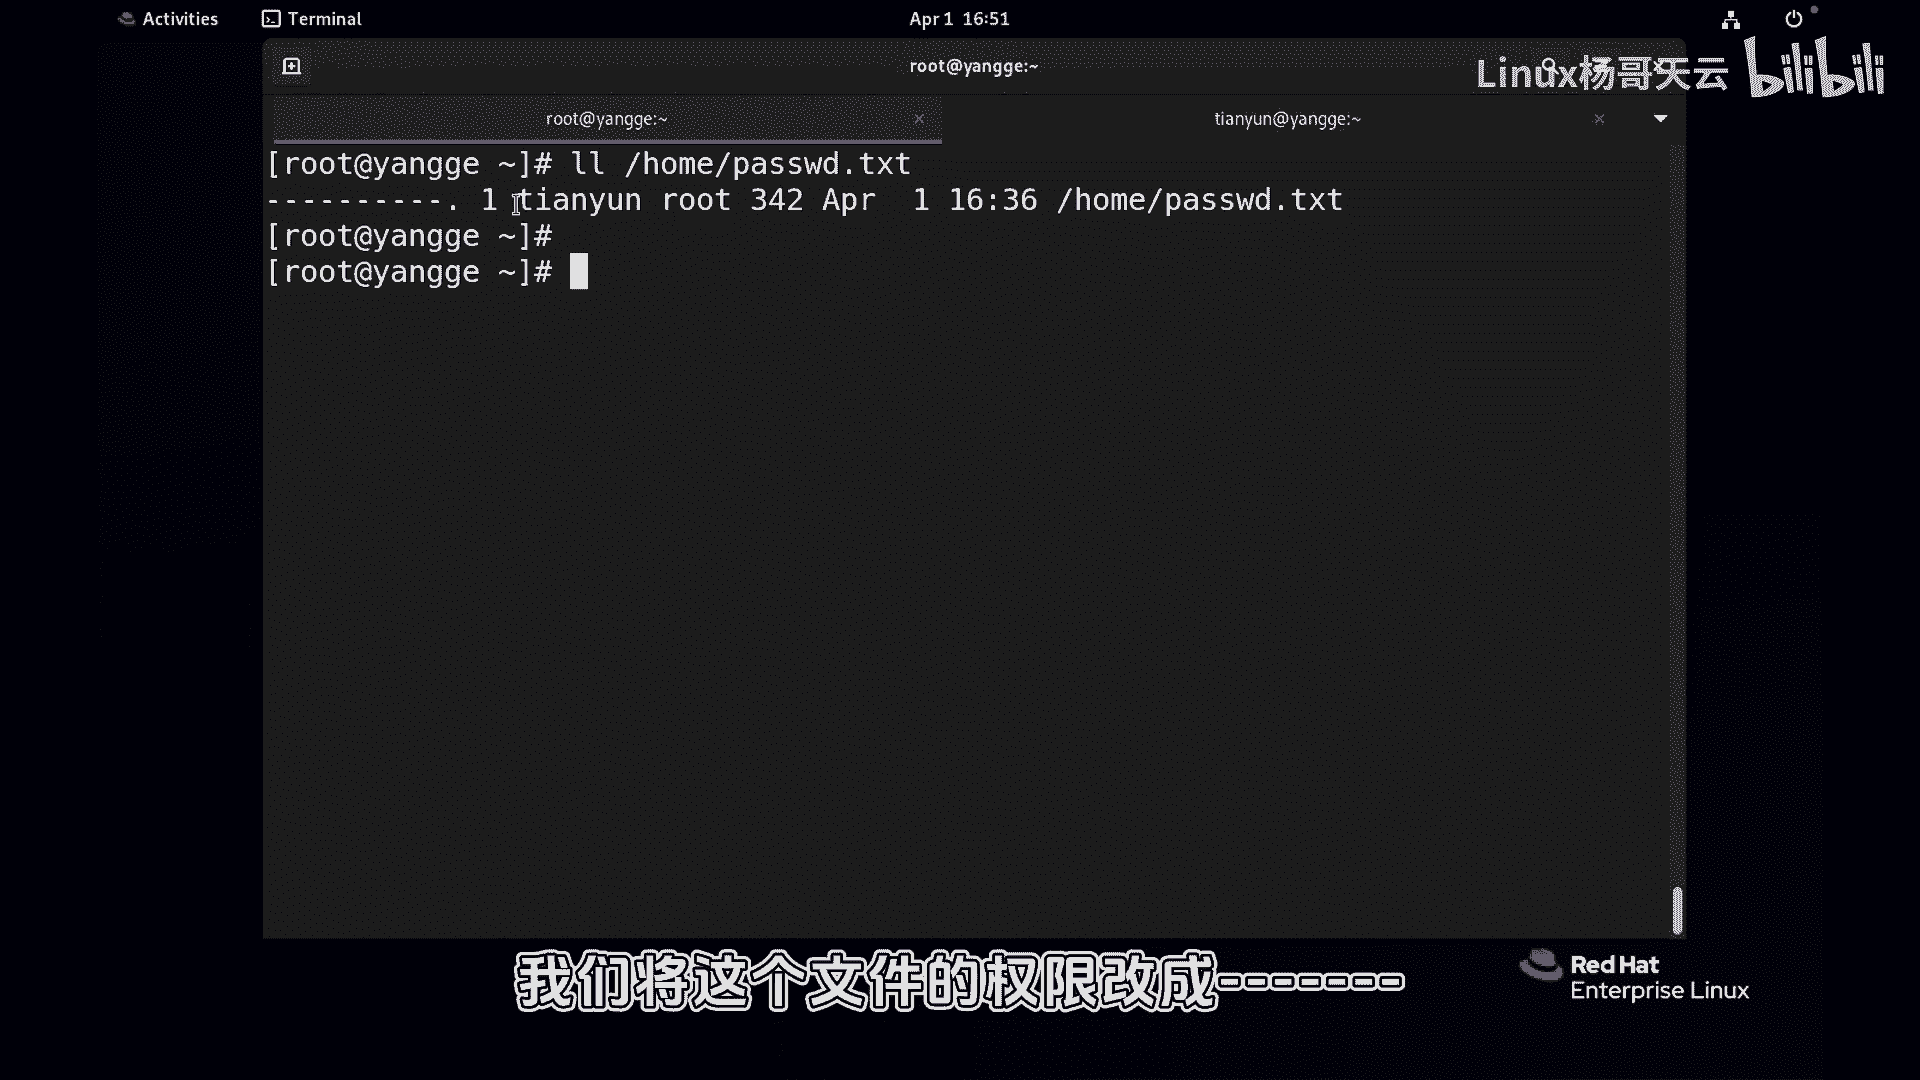 Activities Terminal Apr 1 16:51
root@yangge:~
Linux杨哥天云 bilibili
root@yangge:~ tianyun@yangge:~
[root@yangge ~]# ll /home/passwd.txt
----------. 1 tianyun root 342 Apr  1 16:36 /home/passwd.txt
[root@yangge ~]#
[root@yangge ~]#
我们将这个文件的权限改成-------
Red Hat
Enterprise Linux